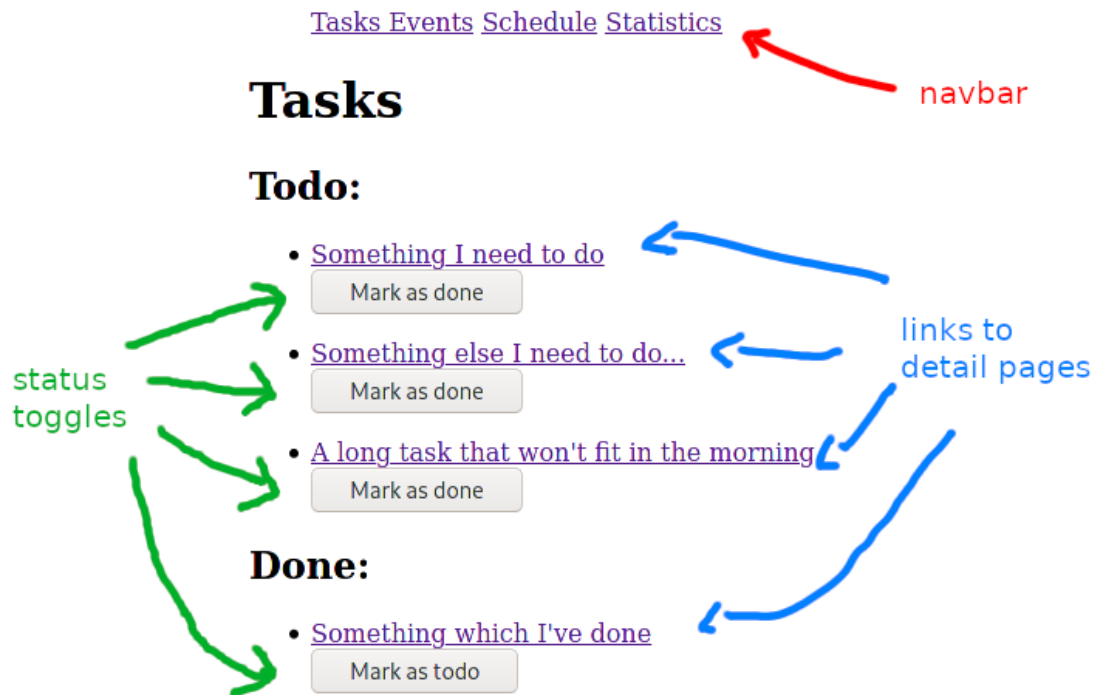 Tasks Events Schedule Statistics
navbar
Tasks
Todo:
Something I need to do
Mark as done
links to
detail pages
Something else I need to do...
Mark as done
status
toggles
A long task that won't fit in the morning
Mark as done
Done:
Something which I've done
Mark as todo